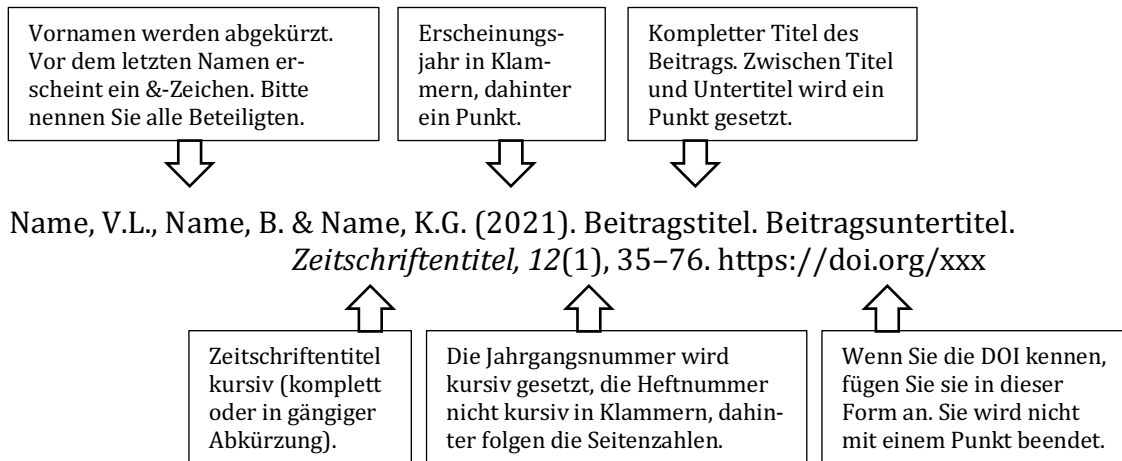 Vornamen werden abgekürzt.
Vor dem letzten Namen er-
scheint ein &-Zeichen. Bitte
nennen Sie alle Beteiligten.
Erscheinungs-
jahr in Klam-
mern, dahinter
ein Punkt.
Kompletter Titel des
Beitrags. Zwischen Titel
und Untertitel wird ein
Punkt gesetzt.
Name, V.L., Name, B. & Name, K.G. (2021). Beitragstitel. Beitragsuntertitel.
Zeitschriftentitel, 12(1), 35–76. https://doi.org/xxx
Zeitschriftentitel
kursiv (komplett
oder in gängiger
Abkürzung).
Die Jahrgangsnummer wird
kursiv gesetzt, die Heftnummer
nicht kursiv in Klammern, dahin-
ter folgen die Seitenzahlen.
Wenn Sie die DOI kennen,
fügen Sie sie in dieser
Form an. Sie wird nicht
mit einem Punkt beendet.